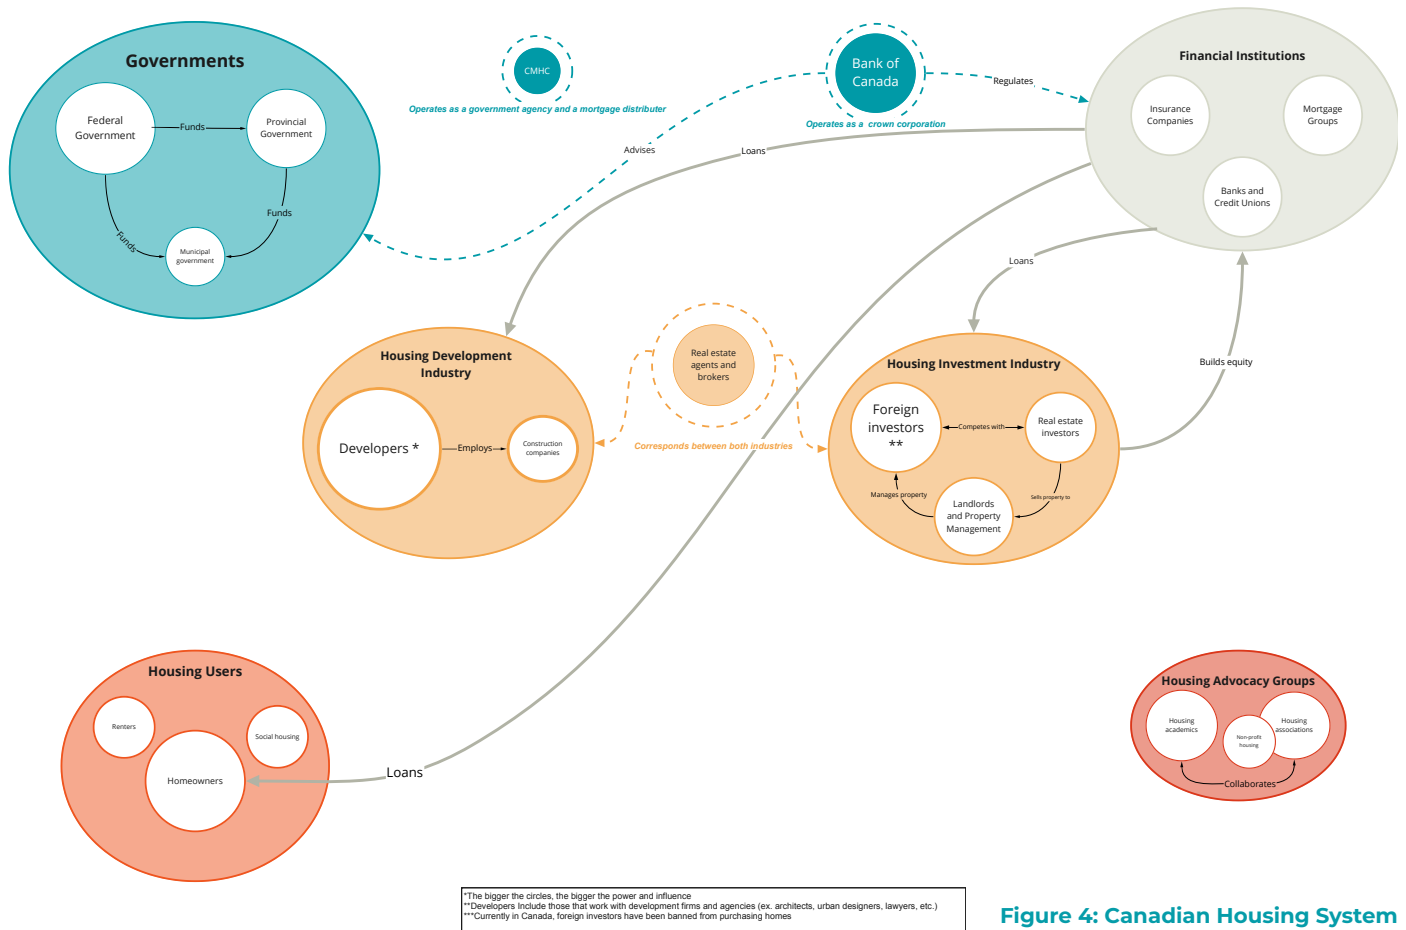 Governments
Federal
Government
Funds
Provincial
Government
Funds
Funds
Municipal
government
CMHC
Operates as a government agency and a mortgage distributer
Bank of
Canada
Operates as a  crown corporation
Regulates
Advises
Loans
Financial Institutions
Insurance
Companies
Mortgage
Groups
Banks and
Credit Unions
Loans
Builds equity
Housing Development
Industry
Developers *
Employs
Construction
companies
Real estate
agents and
brokers
Corresponds between both industries
Housing Investment Industry
Foreign
investors
**
Competes with
Real estate
investors
Manages property
Sells property to
Landlords
and Property
Management
Housing Users
Renters
Social housing
Homeowners
Loans
Housing Advocacy Groups
Housing
academics
Non-profit
housing
Housing
associations
Collaborates
*The bigger the circles, the bigger the power and influence
**Developers Include those that work with development firms and agencies (ex. architects, urban designers, lawyers, etc.)
***Currently in Canada, foreign investors have been banned from purchasing homes
Figure 4: Canadian Housing System